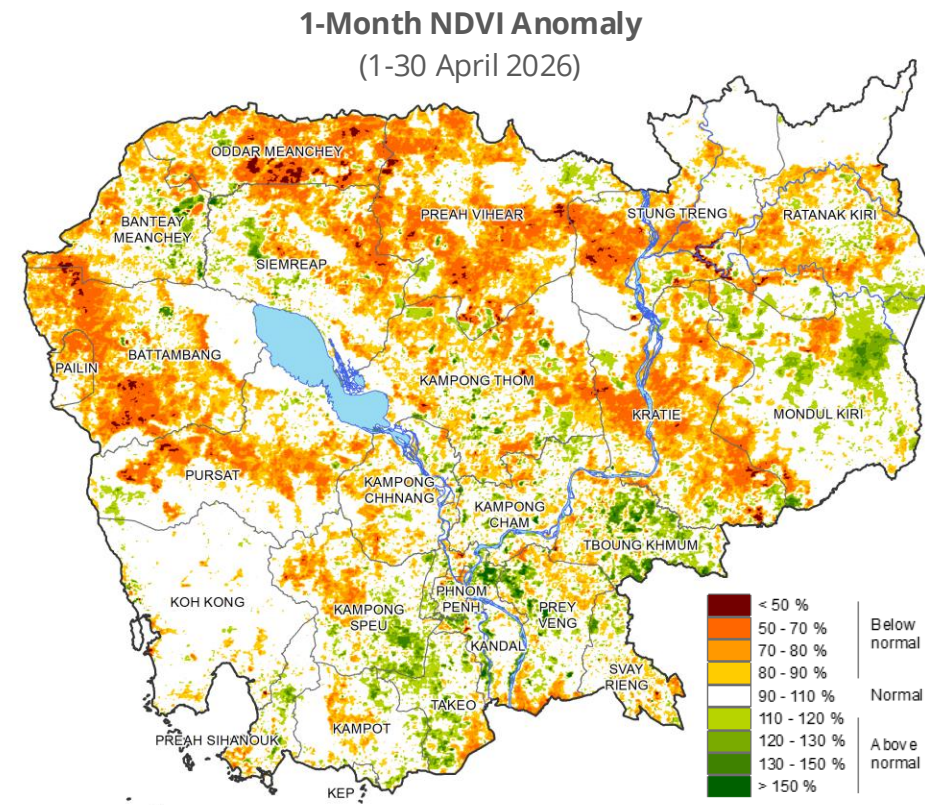 1-Month NDVI Anomaly
(1-30 April 2026)
ODDAR MEANCHEY
BANTEAY
MEANCHEY
PREAH VIHEAR
STUNG TRENG
RATANAK KIRI
SIEMREAP
PAILIN
BATTAMBANG
KAMPONG THOM
KRATIE
MONDUL KIRI
PURSAT
KAMPONG
CHHNANG
KAMPONG
CHAM
TBOUNG KHMUM
KOH KONG
KAMPONG
SPEU
PHNOM
PENH
PREY
VENG
KANDAL
SVAY
RIENG
TAKEO
KAMPOT
PREAH SIHANOUK
KEP
< 50 %
50 - 70 %
70 - 80 %
80 - 90 %
Below
normal
90 - 110 %
Normal
110 - 120 %
120 - 130 %
130 - 150 %
> 150 %
Above
normal